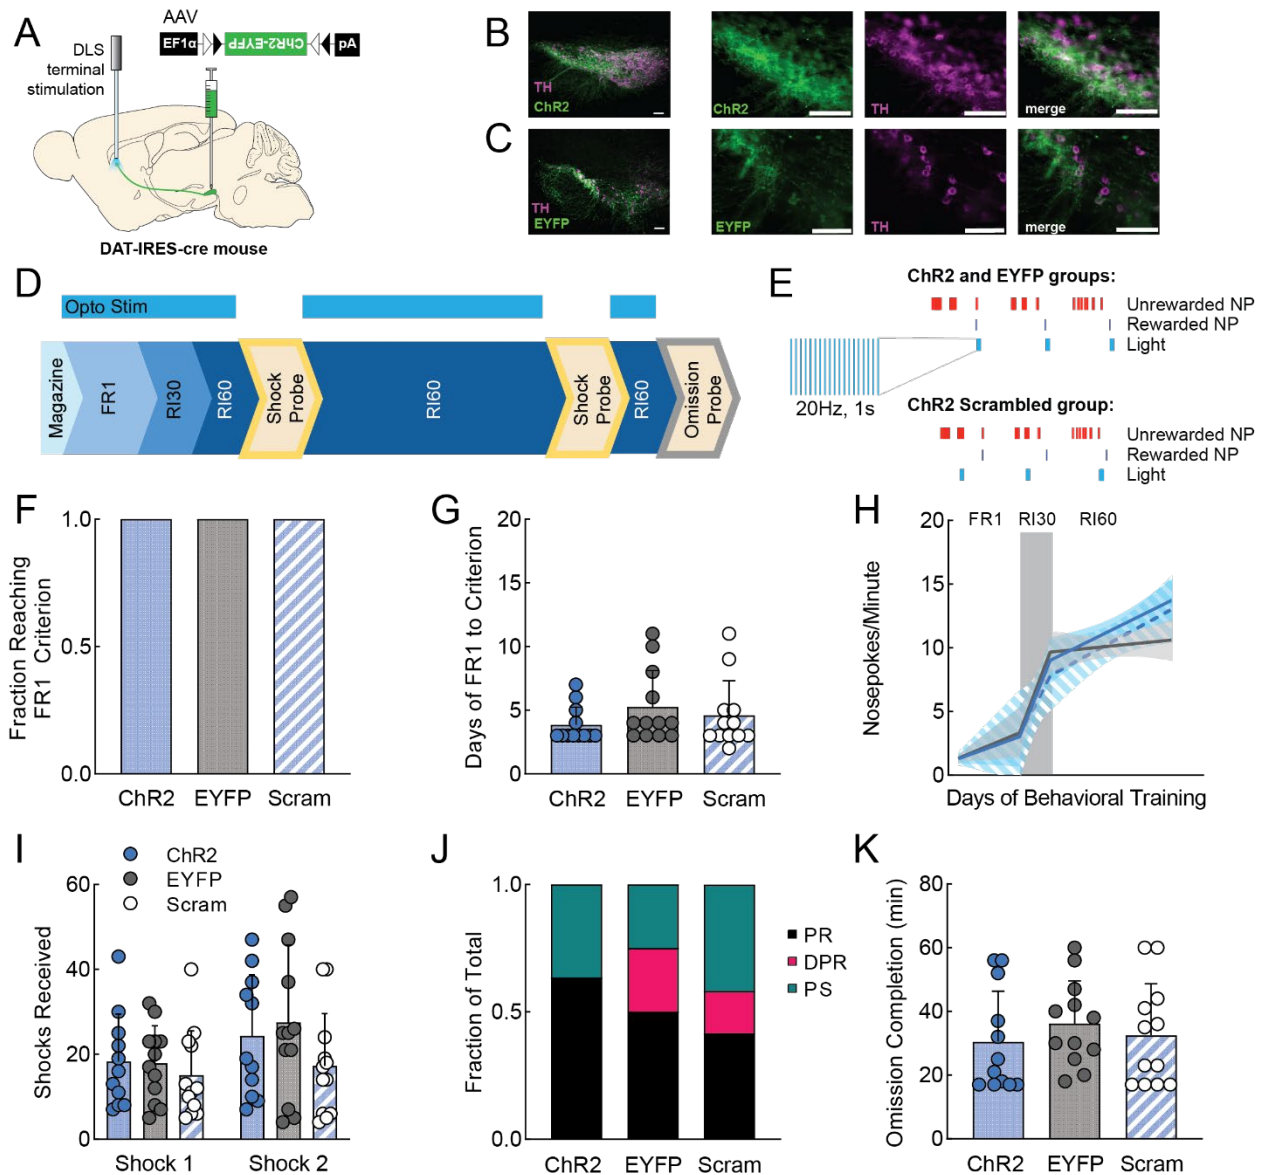 A
AAV
EF1α
ChR2-EYFP
pA
DLS
terminal
stimulation
DAT-IRES-cre mouse
B
TH
ChR2
ChR2
TH
merge
C
TH
EYFP
EYFP
TH
merge
D
Opto Stim
Magazine
FR1
RI30
RI60
Shock
Probe
RI60
Shock
Probe
RI60
Omission
Probe
E
ChR2 and EYFP groups:
Unrewarded NP
Rewarded NP
Light
20Hz, 1s
ChR2 Scrambled group:
Unrewarded NP
Rewarded NP
Light
F
Fraction Reaching
FR1 Criterion
1.0
0.5
0.0
ChR2 EYFP Scram
G
Days of FR1 to Criterion
20
15
10
5
0
ChR2 EYFP Scram
H
Nosepokes/Minute
20
15
10
5
0
FR1 RI30 RI60
Days of Behavioral Training
I
ChR2
EYFP
Scram
Shocks Received
60
40
20
0
Shock 1 Shock 2
J
Fraction of Total
1.0
0.5
0.0
PR
DPR
PS
ChR2 EYFP Scram
K
Omission Completion (min)
80
60
40
20
0
ChR2 EYFP Scram